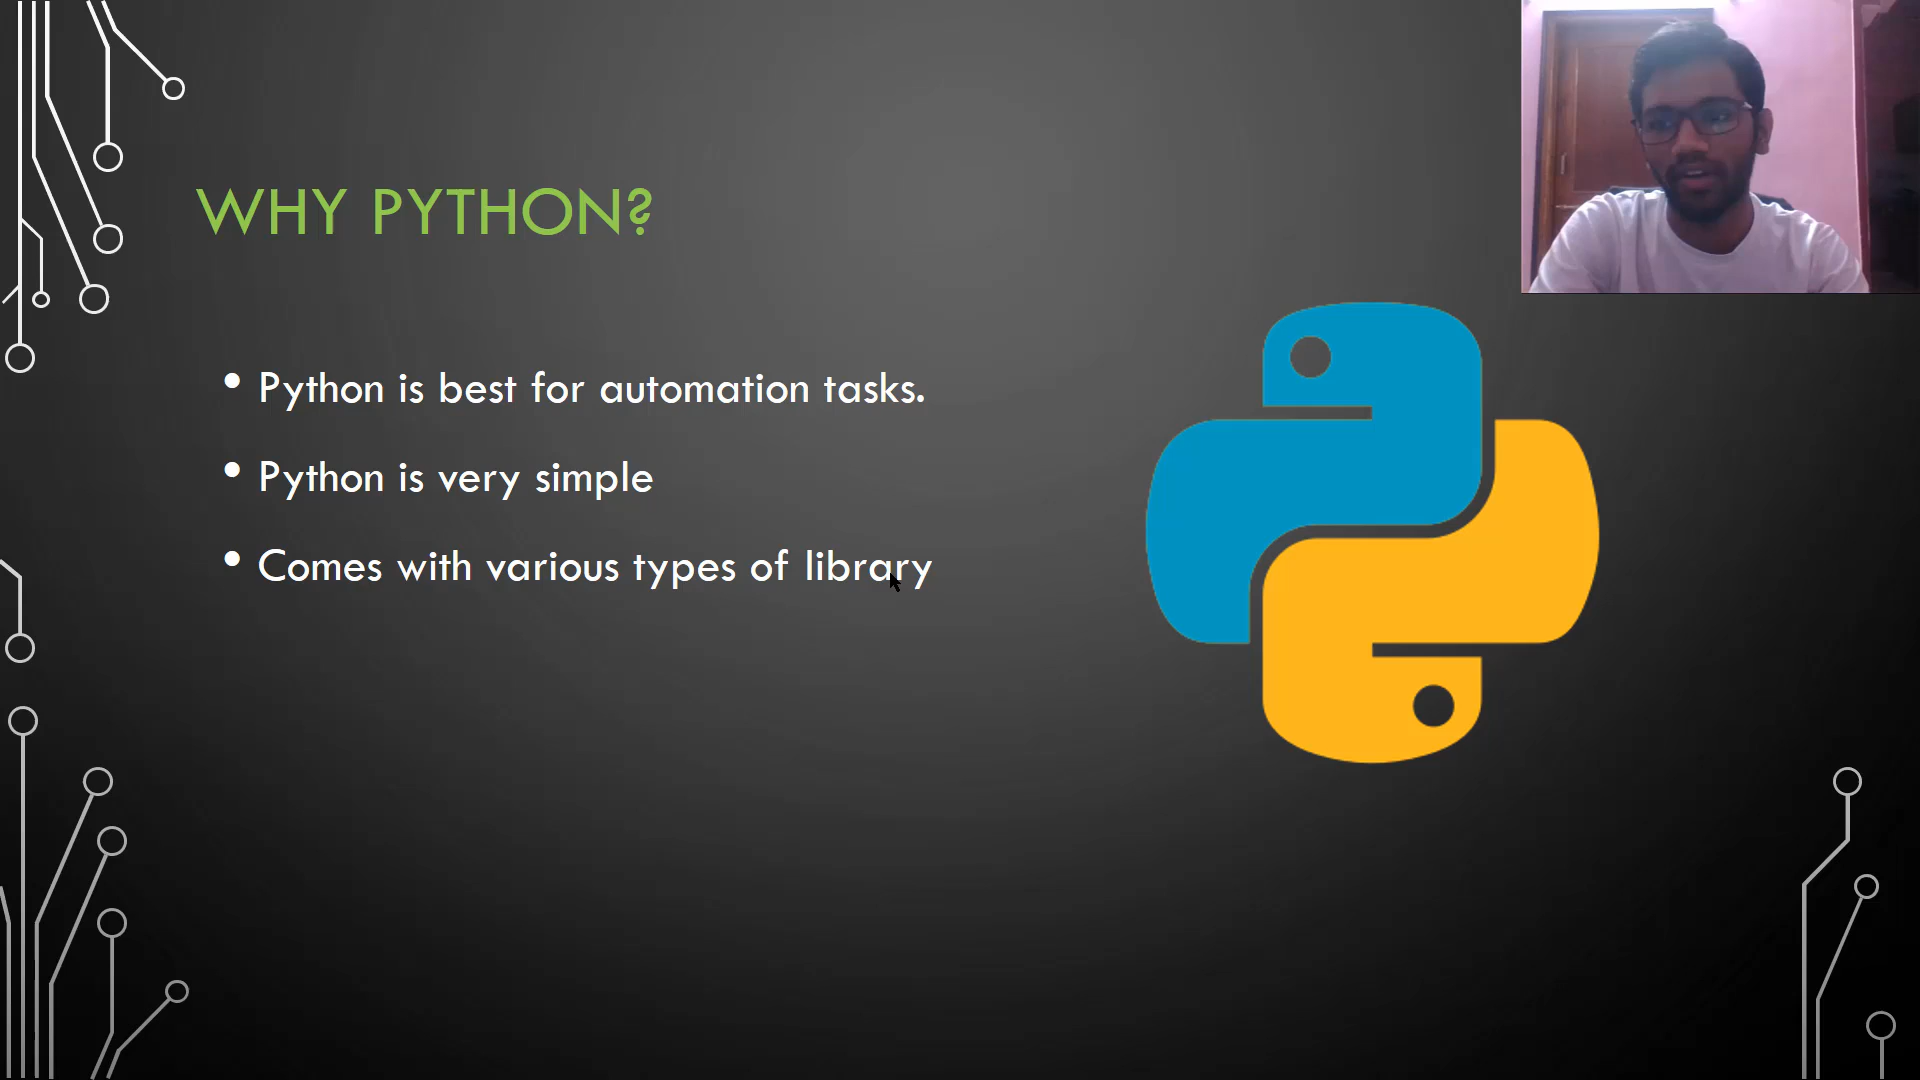 WHY PYTHON?
• Python is best for automation tasks.
• Python is very simple
• Comes with various types of library